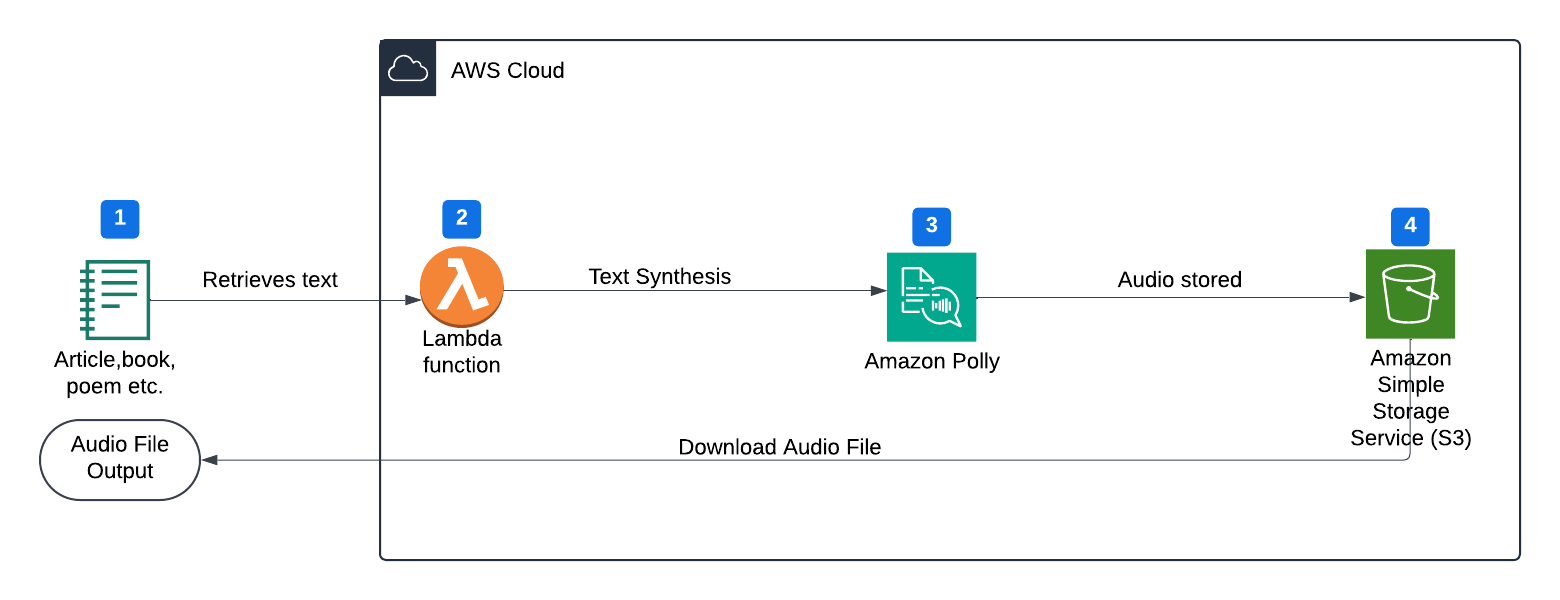 AWS Cloud
1
2
3
4
Retrieves text
Text Synthesis
Audio stored
Article,book,
poem etc.
Lambda
function
Amazon Polly
Amazon
Simple
Storage
Service (S3)
Audio File
Output
Download Audio File